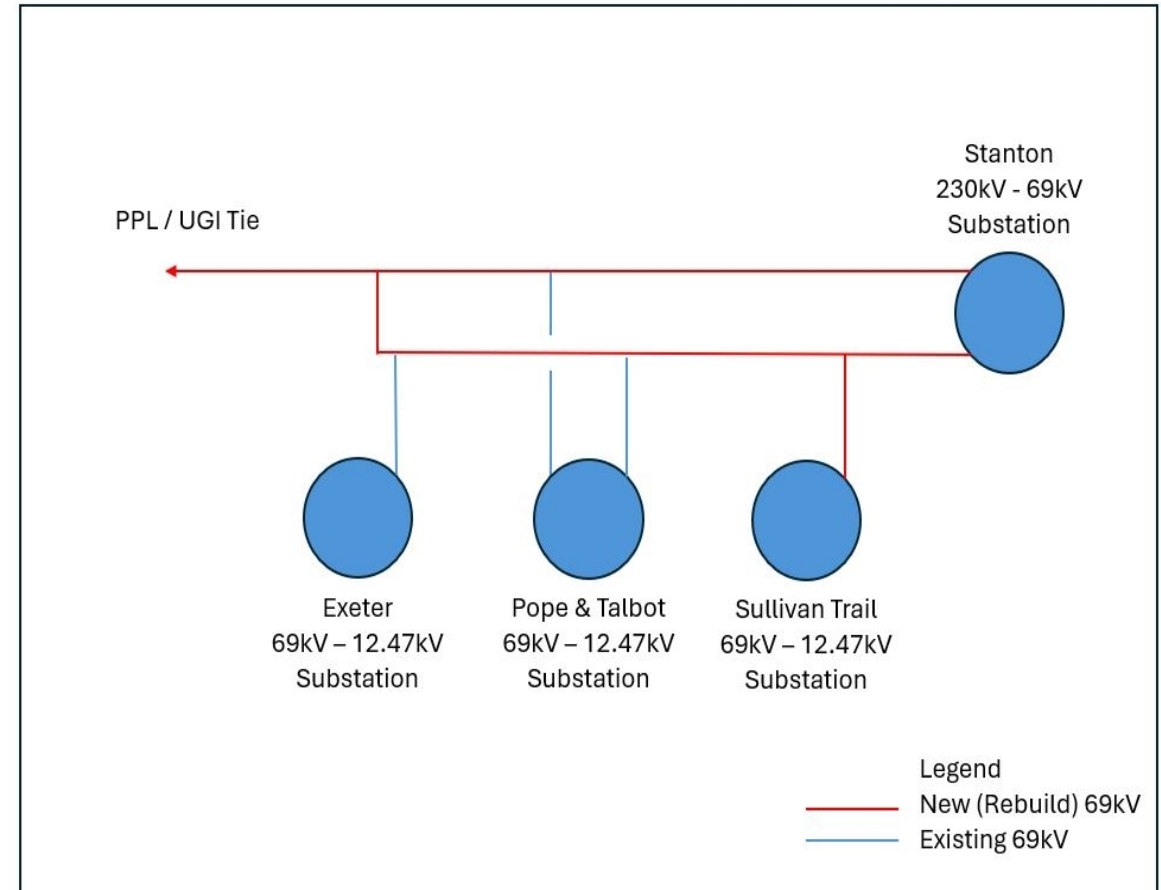 Stanton
230kV - 69kV
Substation
PPL / UGI Tie
Exeter
69kV – 12.47kV
Substation
Pope & Talbot
69kV – 12.47kV
Substation
Sullivan Trail
69kV – 12.47kV
Substation
Legend
New (Rebuild) 69kV
Existing 69kV